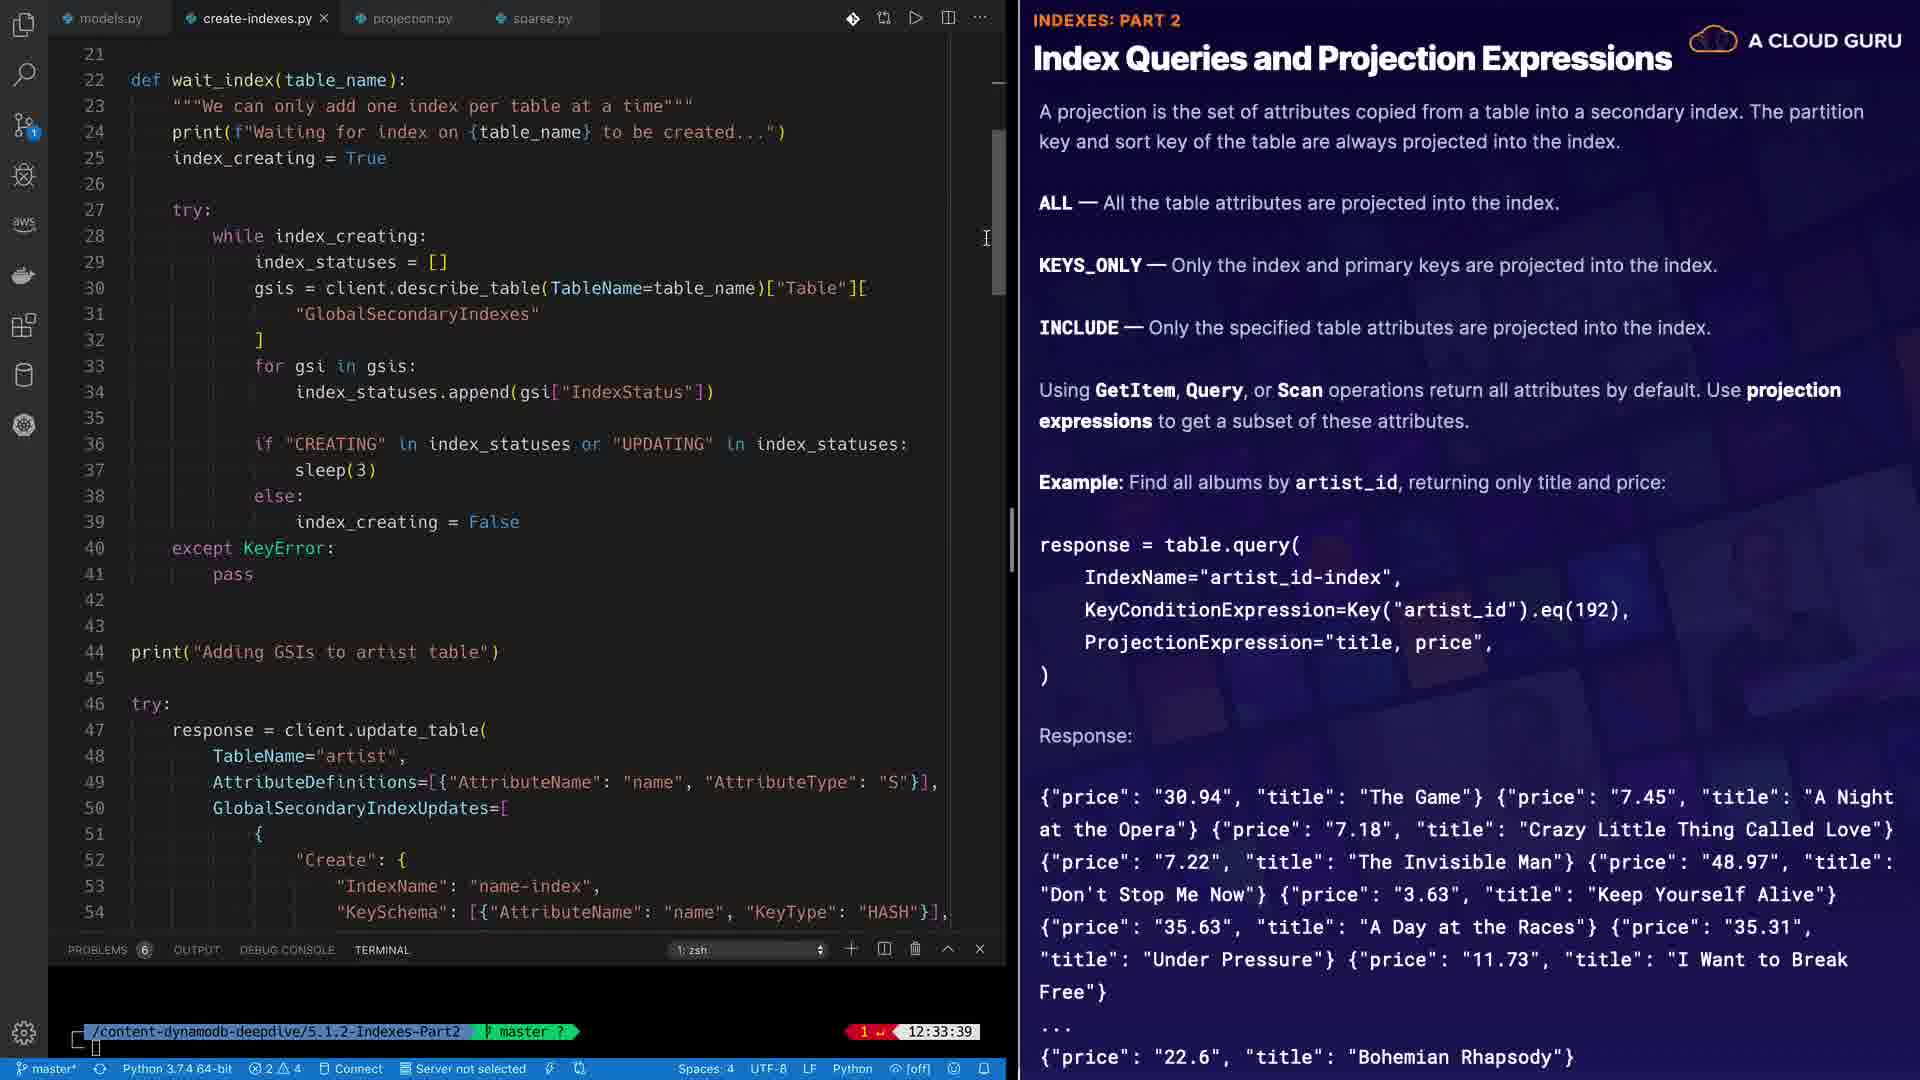 models.py
create-indexes.py
projection.py
sparse.py
21
22 def wait_index(table_name):
23 """We can only add one index per table at a time"""
24 print(f"Waiting for index on {table_name} to be created...")
25 index_creating = True
26
27 try:
28 while index_creating:
29 index_statuses = []
30 gsis = client.describe_table(TableName=table_name)["Table"][
31 "GlobalSecondaryIndexes"
32 ]
33 for gsi in gsis:
34 index_statuses.append(gsi["IndexStatus"])
35
36 if "CREATING" in index_statuses or "UPDATING" in index_statuses:
37 sleep(3)
38 else:
39 index_creating = False
40 except KeyError:
41 pass
42
43
44 print("Adding GSIs to artist table")
45
46 try:
47 response = client.update_table(
48 TableName="artist",
49 AttributeDefinitions=[{"AttributeName": "name", "AttributeType": "S"}],
50 GlobalSecondaryIndexUpdates=[
51 {
52 "Create": {
53 "IndexName": "name-index",
54 "KeySchema": [{"AttributeName": "name", "KeyType": "HASH"}],
aws
1
PROBLEMS 6 OUTPUT DEBUG CONSOLE TERMINAL 1: zsh
/content-dynamodb-deepdive/5.1.2-Indexes-Part2 master ? 1 ↵ 12:33:39
master* Python 3.7.4 64-bit 2 4 Connect Server not selected Spaces: 4 UTF-8 LF Python [off]
INDEXES: PART 2
Index Queries and Projection Expressions
A CLOUD GURU
A projection is the set of attributes copied from a table into a secondary index. The partition
key and sort key of the table are always projected into the index.
ALL — All the table attributes are projected into the index.
KEYS_ONLY — Only the index and primary keys are projected into the index.
INCLUDE — Only the specified table attributes are projected into the index.
Using GetItem, Query, or Scan operations return all attributes by default. Use projection
expressions to get a subset of these attributes.
Example: Find all albums by artist_id, returning only title and price:
response = table.query(
IndexName="artist_id-index",
KeyConditionExpression=Key("artist_id").eq(192),
ProjectionExpression="title, price",
)
Response:
{"price": "30.94", "title": "The Game"} {"price": "7.45", "title": "A Night
at the Opera"} {"price": "7.18", "title": "Crazy Little Thing Called Love"}
{"price": "7.22", "title": "The Invisible Man"} {"price": "48.97", "title":
"Don't Stop Me Now"} {"price": "3.63", "title": "Keep Yourself Alive"}
{"price": "35.63", "title": "A Day at the Races"} {"price": "35.31",
"title": "Under Pressure"} {"price": "11.73", "title": "I Want to Break
Free"}
...
{"price": "22.6", "title": "Bohemian Rhapsody"}